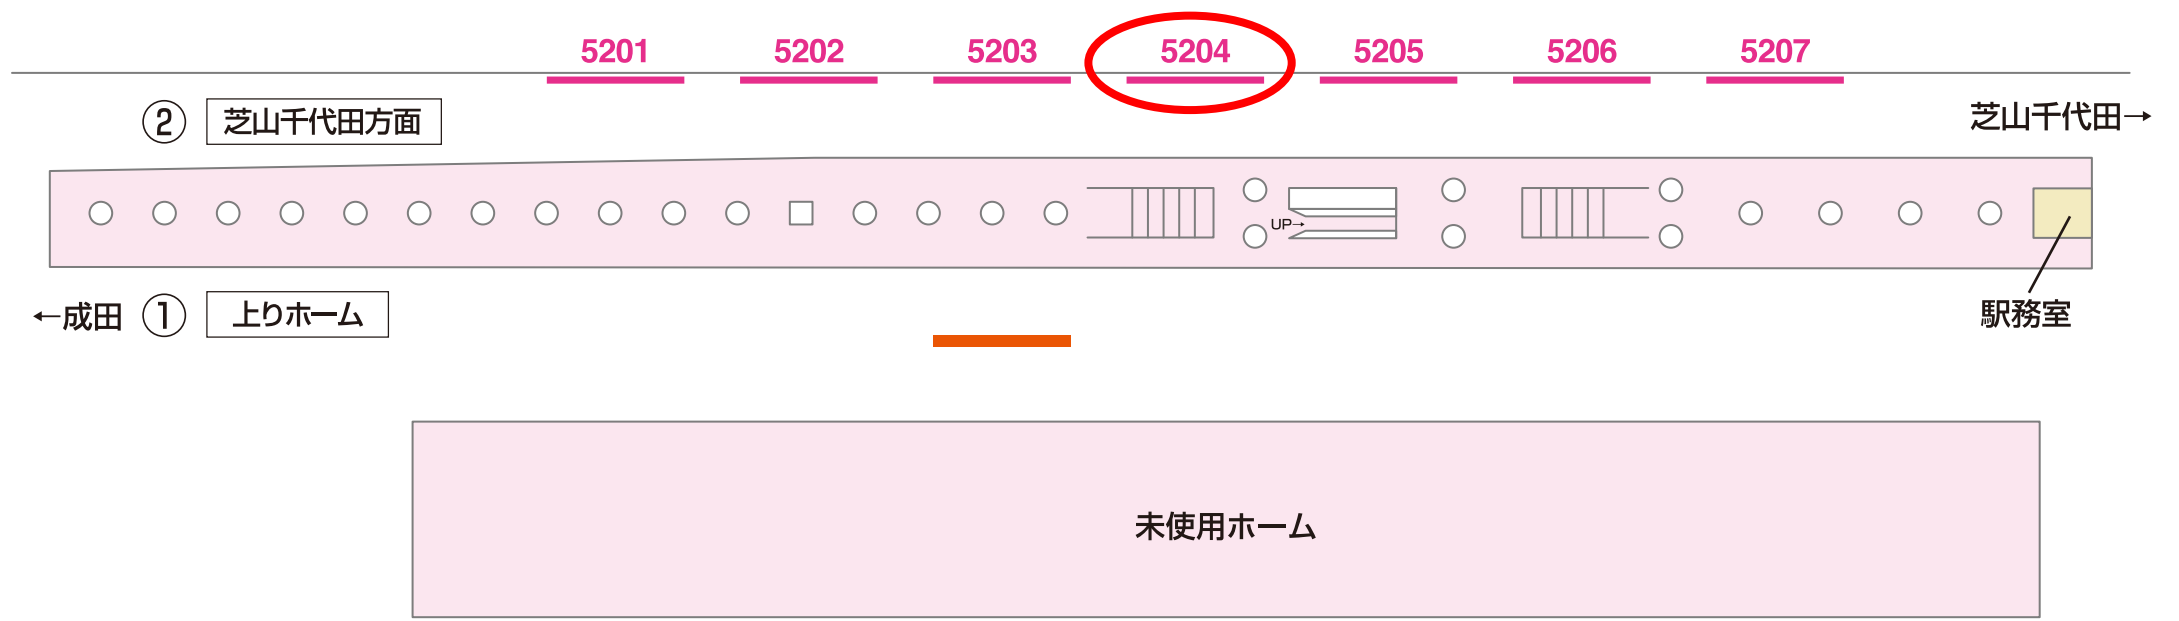 5201 5202 5203 5204 5205 5206 5207
② 芝山千代田方面
芝山千代田→
UP→
←成田 ① 上りホーム
駅務室
未使用ホーム